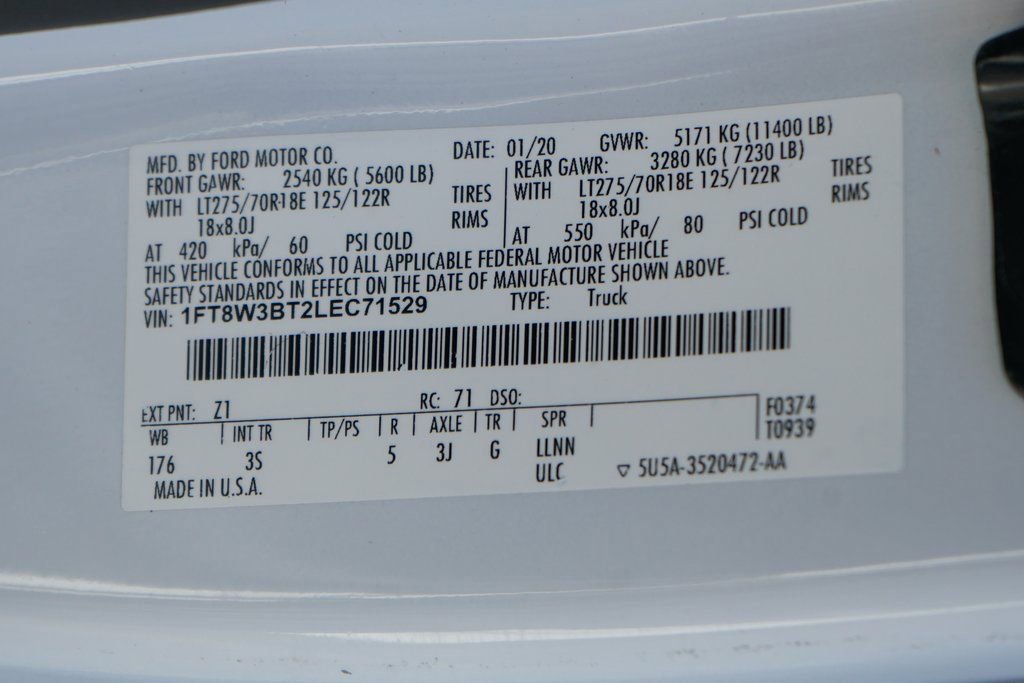 MFD. BY FORD MOTOR CO. DATE: 01/20 GVWR: 5171 KG (11400 LB)
FRONT GAWR: 2540 KG ( 5600 LB) REAR GAWR: 3280 KG ( 7230 LB)
WITH LT275/70R18E 125/122R TIRES WITH LT275/70R18E 125/122R TIRES
18x8.0J RIMS 18x8.0J RIMS
AT 420 kPa/ 60 PSI COLD AT 550 kPa/ 80 PSI COLD
THIS VEHICLE CONFORMS TO ALL APPLICABLE FEDERAL MOTOR VEHICLE
SAFETY STANDARDS IN EFFECT ON THE DATE OF MANUFACTURE SHOWN ABOVE.
VIN: 1FT8W3BT2LEC71529 TYPE: Truck
EXT PNT: Z1 RC: 71 DSO:
WB INT TR TP/PS R AXLE TR SPR F0374
T0939
176 3S 5 3J G LLNN
ULC ▽ 5U5A-3520472-AA
MADE IN U.S.A.